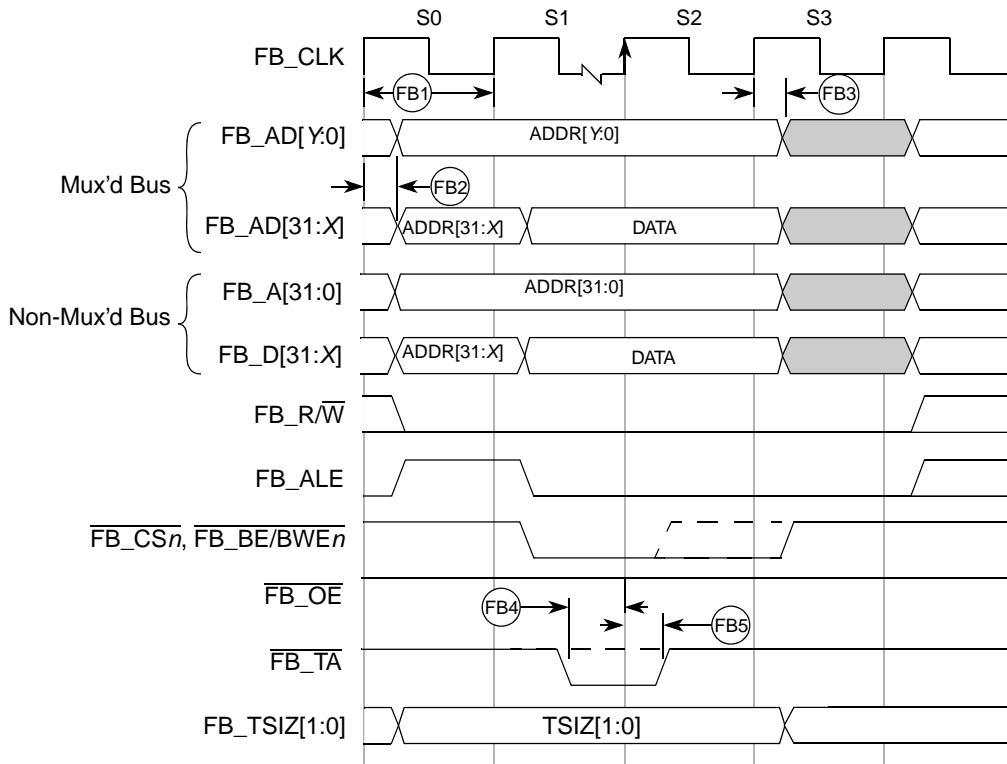 S0 S1 S2 S3
FB_CLK
FB1 FB3
FB_AD[Y:0] ADDR[Y:0]
Mux'd Bus
FB2
FB_AD[31:X] ADDR[31:X] DATA
FB_A[31:0] ADDR[31:0]
Non-Mux'd Bus
FB_D[31:X] ADDR[31:X] DATA
FB_R/W
FB_ALE
FB_CSn, FB_BE/BWEn
FB_OE
FB4 FB5
FB_TA
FB_TSIZ[1:0] TSIZ[1:0]